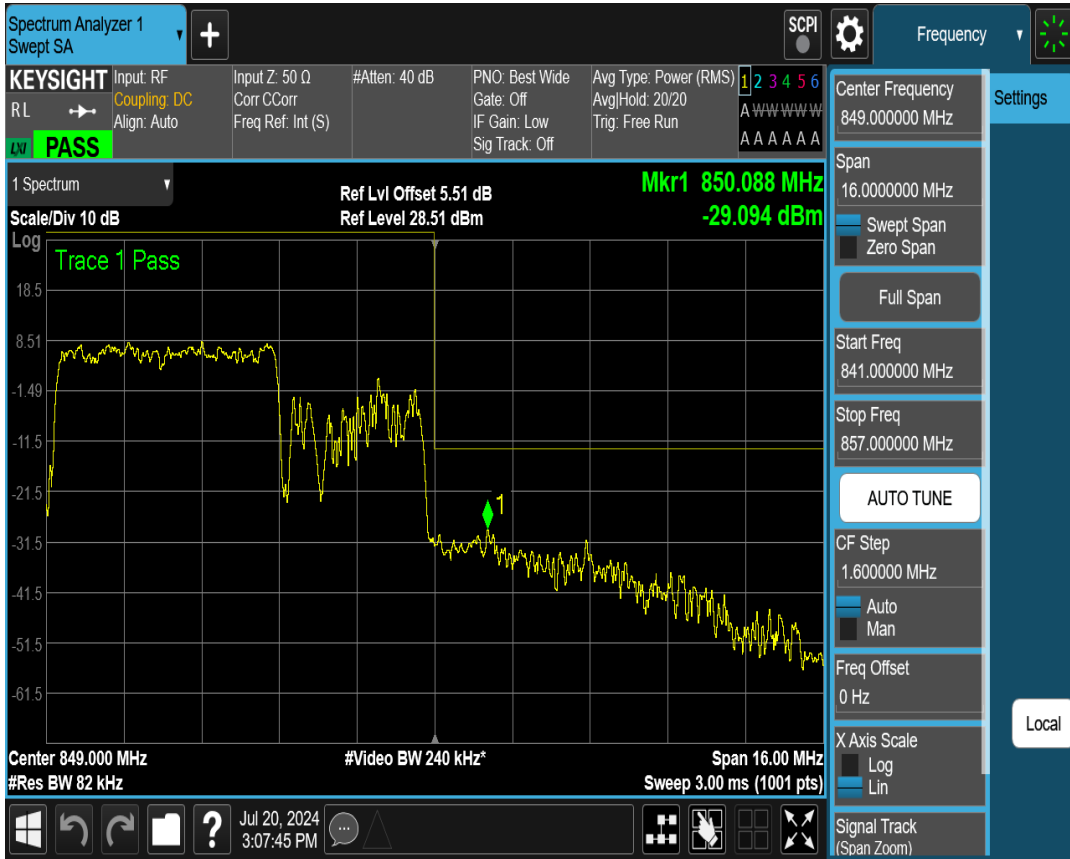 Spectrum Analyzer 1
Swept SA
+
SCPI
Frequency
KEYSIGHT
RL
LXI PASS
Input: RF
Coupling: DC
Align: Auto
Input Z: 50 Ω
Corr CCorr
Freq Ref: Int (S)
#Atten: 40 dB
PNO: Best Wide
Gate: Off
IF Gain: Low
Sig Track: Off
Avg Type: Power (RMS)
Avg|Hold: 20/20
Trig: Free Run
1 2 3 4 5 6
A W W W W W
A A A A A A
1 Spectrum
Scale/Div 10 dB
Ref Lvl Offset 5.51 dB
Ref Level 28.51 dBm
Mkr1 850.088 MHz
-29.094 dBm
Log
Trace 1 Pass
18.5
8.51
-1.49
-11.5
-21.5
1
-31.5
-41.5
-51.5
-61.5
Center 849.000 MHz
#Video BW 240 kHz*
Span 16.00 MHz
#Res BW 82 kHz
Sweep 3.00 ms (1001 pts)
Center Frequency
849.000000 MHz
Settings
Span
16.0000000 MHz
Swept Span
Zero Span
Full Span
Start Freq
841.000000 MHz
Stop Freq
857.000000 MHz
AUTO TUNE
CF Step
1.600000 MHz
Auto
Man
Freq Offset
0 Hz
Local
X Axis Scale
Log
Lin
Signal Track
(Span Zoom)
?
Jul 20, 2024
3:07:45 PM